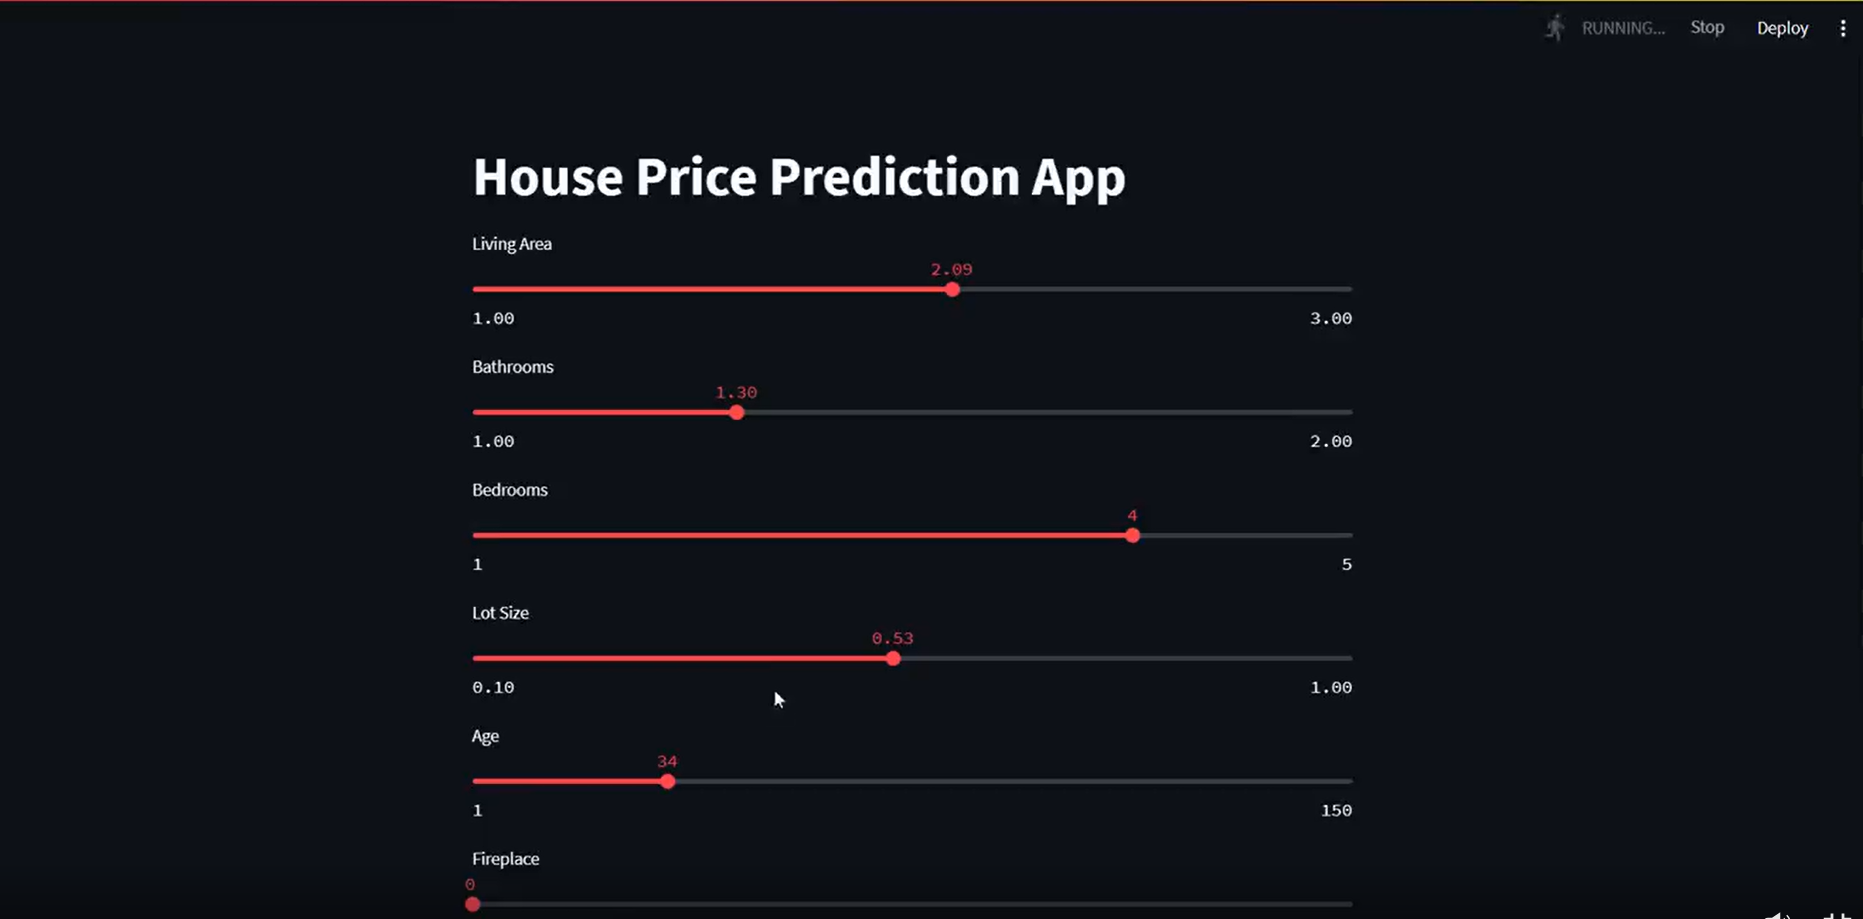 RUNNING... Stop Deploy
House Price Prediction App
Living Area
2.09
1.00 3.00
Bathrooms
1.30
1.00 2.00
Bedrooms
4
1 5
Lot Size
0.53
0.10 1.00
Age
34
1 150
Fireplace
0